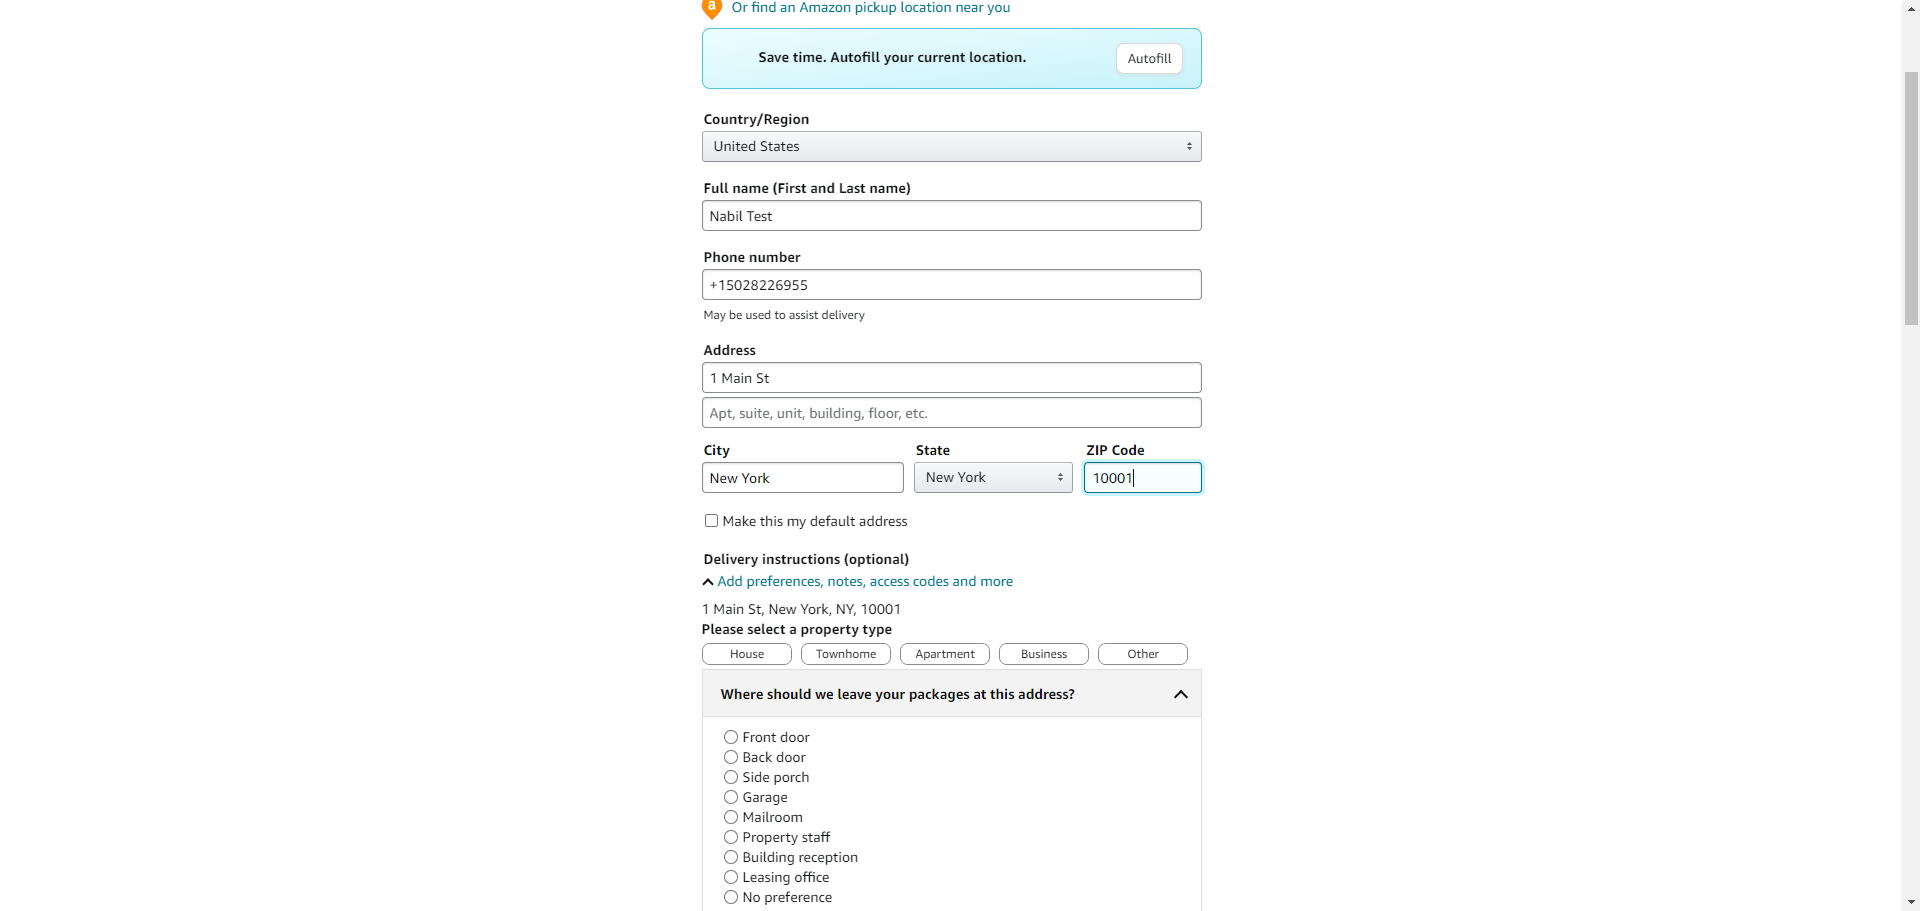 a Or find an Amazon pickup location near you
Save time. Autofill your current location. Autofill
Country/Region
United States
Full name (First and Last name)
Nabil Test
Phone number
+15028226955
May be used to assist delivery
Address
1 Main St
Apt, suite, unit, building, floor, etc.
City State ZIP Code
New York New York 10001
Make this my default address
Delivery instructions (optional)
Add preferences, notes, access codes and more
1 Main St, New York, NY, 10001
Please select a property type
House Townhome Apartment Business Other
Where should we leave your packages at this address?
Front door
Back door
Side porch
Garage
Mailroom
Property staff
Building reception
Leasing office
No preference